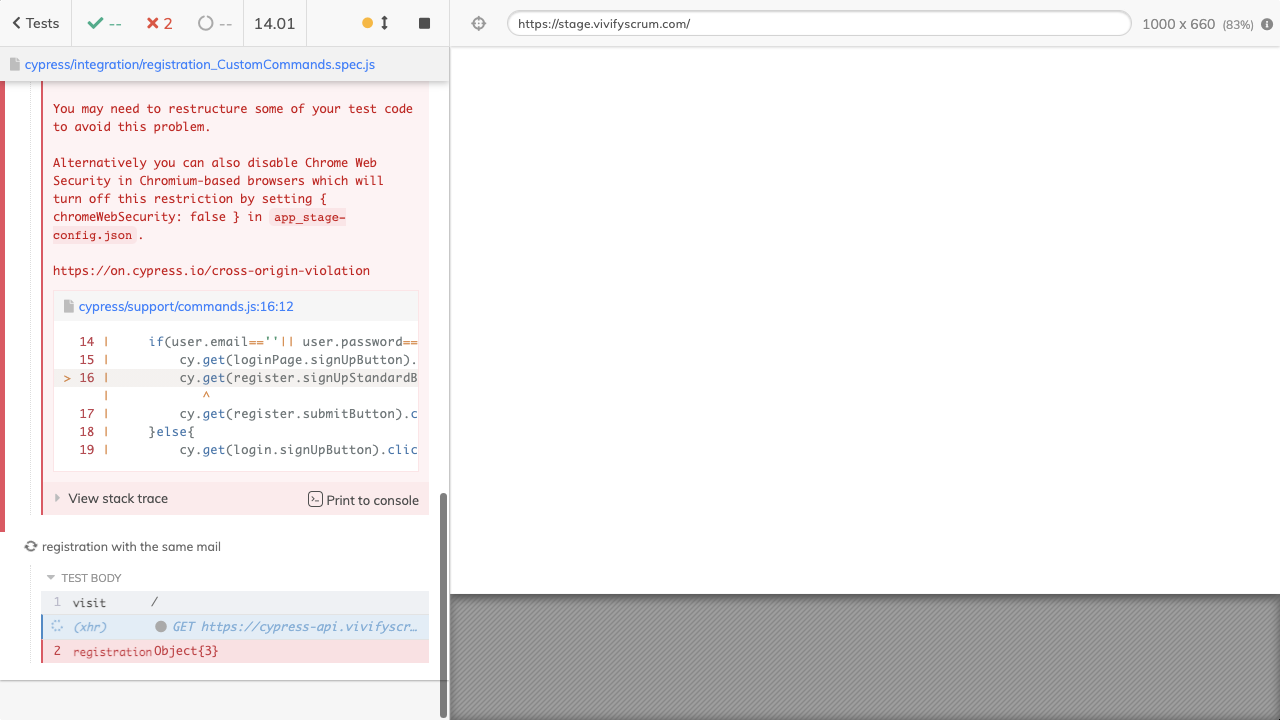 Tests
--
2
--
14.01
https://stage.vivifyscrum.com/
1000 x 660 (83%)
cypress/integration/registration_CustomCommands.spec.js
You may need to restructure some of your test code
to avoid this problem.
Alternatively you can also disable Chrome Web
Security in Chromium-based browsers which will
turn off this restriction by setting {
chromeWebSecurity: false } in app_stage-
config.json .
https://on.cypress.io/cross-origin-violation
cypress/support/commands.js:16:12
14 |     if(user.email==''|| user.password==
15 |         cy.get(loginPage.signUpButton).
> 16 |         cy.get(register.signUpStandardB
|            ^
17 |         cy.get(register.submitButton).c
18 |     }else{
19 |         cy.get(login.signUpButton).clic
View stack trace
Print to console
registration with the same mail
TEST BODY
1 visit /
(xhr) GET https://cypress-api.vivifyscr…
2 registration Object{3}